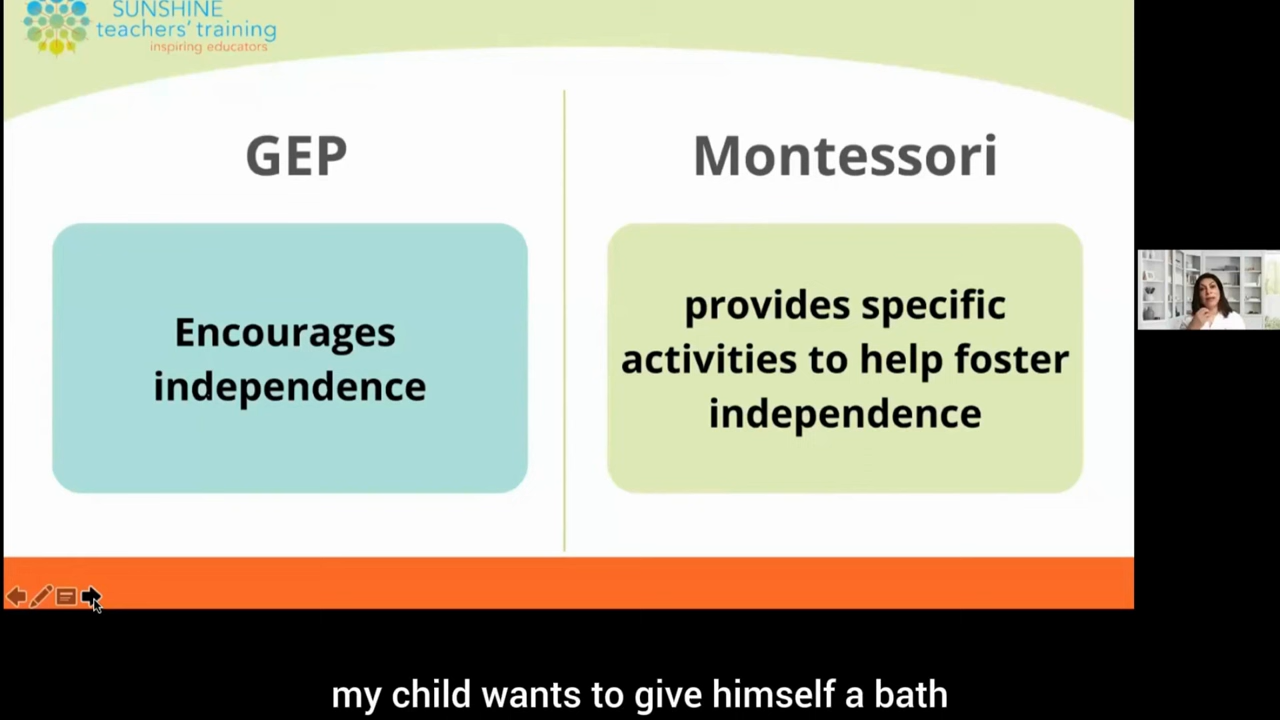 SUNSHINE
teachers' training
inspiring educators
GEP
Montessori
Encourages
independence
provides specific
activities to help foster
independence
my child wants to give himself a bath